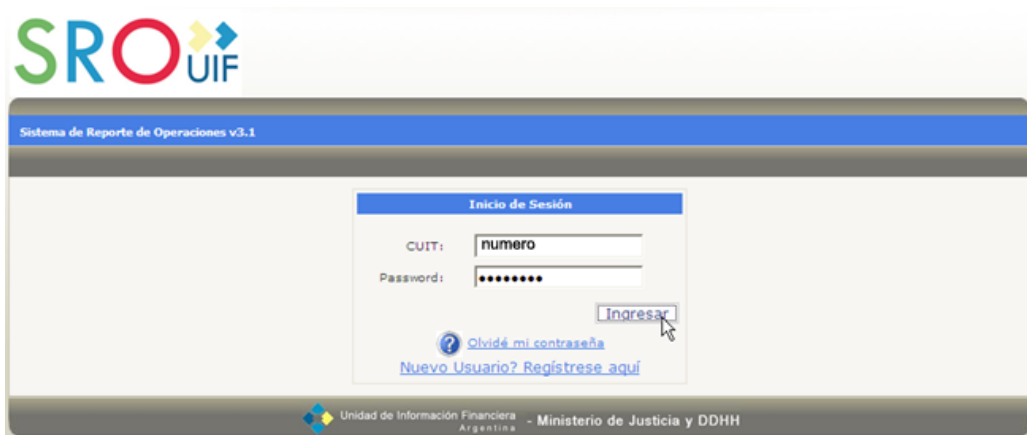 SRO UIF
Sistema de Reporte de Operaciones v3.1
Inicio de Sesión
CUIT: numero
Password: ••••••••
Ingresar
? Olvidé mi contraseña
Nuevo Usuario? Regístrese aquí
Unidad de Información Financiera
Argentina
- Ministerio de Justicia y DDHH